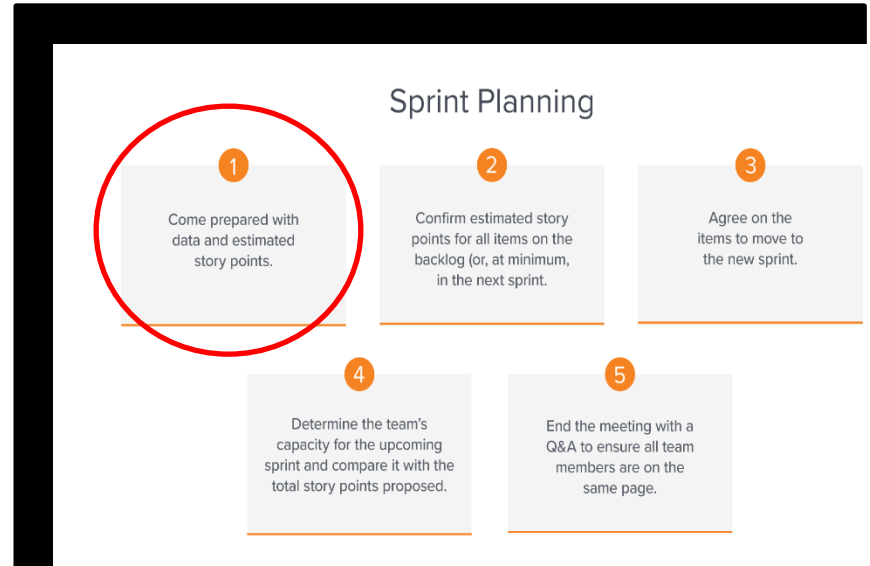 Sprint Planning
1
Come prepared with
data and estimated
story points.
2
Confirm estimated story
points for all items on the
backlog (or, at minimum,
in the next sprint.
3
Agree on the
items to move to
the new sprint.
4
Determine the team's
capacity for the upcoming
sprint and compare it with the
total story points proposed.
5
End the meeting with a
Q&A to ensure all team
members are on the
same page.